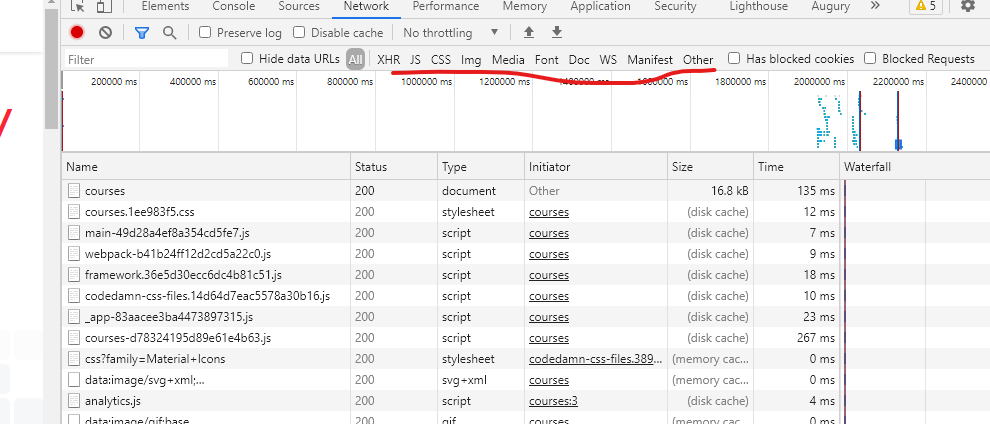 Elements Console Sources Network Performance Memory Application Security Lighthouse Augury » 5
Preserve log Disable cache No throttling
Filter Hide data URLs All XHR JS CSS Img Media Font Doc WS Manifest Other Has blocked cookies Blocked Requests
200000 ms 400000 ms 600000 ms 800000 ms 1000000 ms 1200000 ms 1400000 ms 1600000 ms 1800000 ms 2000000 ms 2200000 ms 2400000
Name Status Type Initiator Size Time Waterfall
courses 200 document Other 16.8 kB 135 ms
courses.1ee983f5.css 200 stylesheet courses (disk cache) 12 ms
main-49d28a4ef8a354cd5fe7.js 200 script courses (disk cache) 7 ms
webpack-b41b24ff12d2cd5a22c0.js 200 script courses (disk cache) 9 ms
framework.36e5d30ecc6dc4b81c51.js 200 script courses (disk cache) 18 ms
codedamn-css-files.14d64d7eac5578a30b16.js 200 script courses (disk cache) 10 ms
_app-83aacee3ba4473897315.js 200 script courses (disk cache) 23 ms
courses-d78324195d89e61e4b63.js 200 script courses (disk cache) 267 ms
css?family=Material+Icons 200 stylesheet codedamn-css-files.389... (memory cac... 0 ms
data:image/svg+xml;... 200 svg+xml courses (memory cac... 0 ms
analytics.js 200 script courses:3 (disk cache) 4 ms
data:image/gif;base 200 gif courses (memory cac... 0 ms